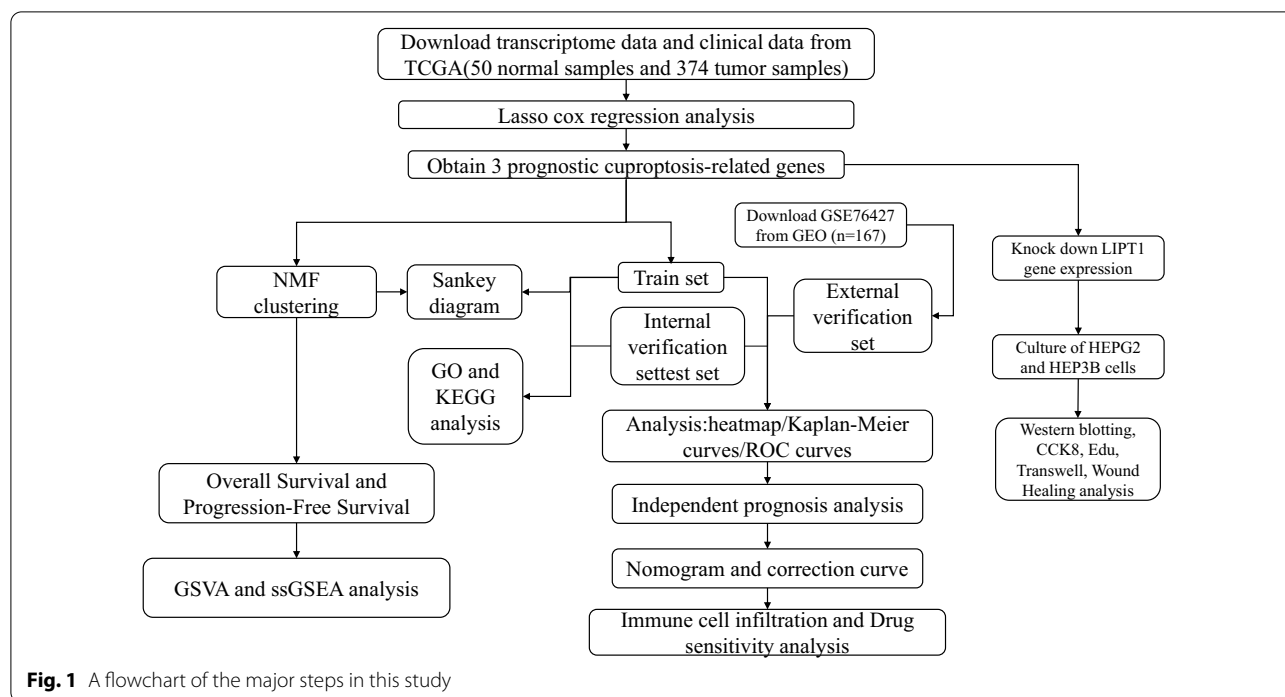 Download transcriptome data and clinical data from
TCGA(50 normal samples and 374 tumor samples)
Lasso cox regression analysis
Obtain 3 prognostic cuproptosis-related genes
Download GSE76427
from GEO (n=167)
Knock down LIPT1
gene expression
NMF
clustering
Sankey
diagram
Train set
External
verification
set
Internal
verification
settest set
Culture of HEPG2
and HEP3B cells
GO and
KEGG
analysis
Analysis:heatmap/Kaplan-Meier
curves/ROC curves
Western blotting,
CCK8, Edu,
Transwell, Wound
Healing analysis
Overall Survival and
Progression-Free Survival
Independent prognosis analysis
GSVA and ssGSEA analysis
Nomogram and correction curve
Immune cell infiltration and Drug
sensitivity analysis
Fig. 1 A flowchart of the major steps in this study